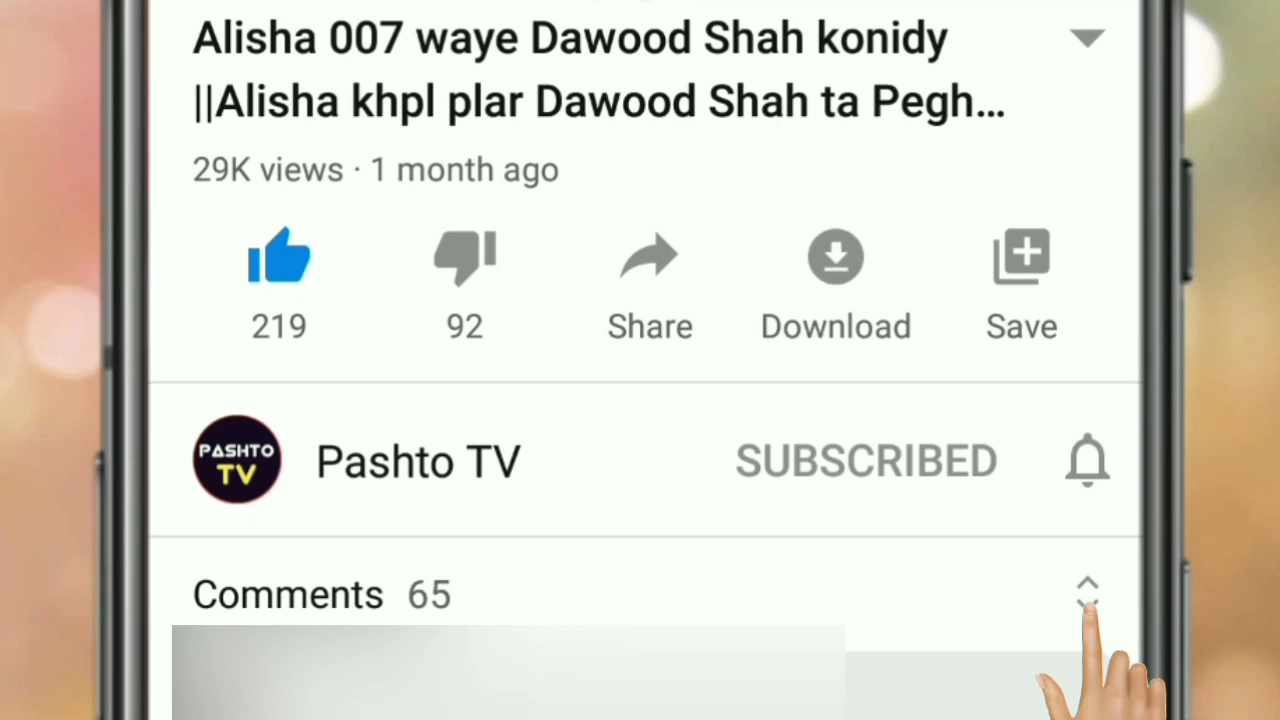 Alisha 007 waye Dawood Shah konidy
||Alisha khpl plar Dawood Shah ta Pegh...
29K views · 1 month ago
219
92
Share
Download
Save
PASHTO
TV
Pashto TV
SUBSCRIBED
Comments 65